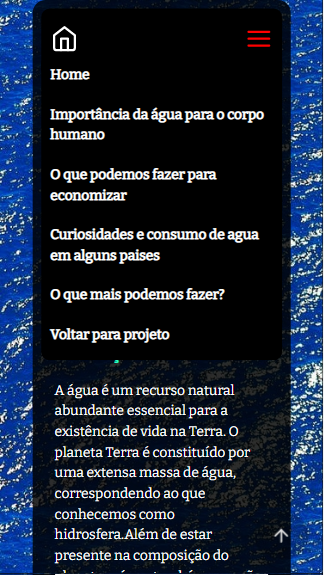 Home
Importância da água para o corpo
humano
O que podemos fazer para
economizar
Curiosidades e consumo de agua
em alguns paises
O que mais podemos fazer?
Voltar para projeto
A água é um recurso natural
abundante essencial para a
existência de vida na Terra. O
planeta Terra é constituído por
uma extensa massa de água,
correspondendo ao que
conhecemos como
hidrosfera.Além de estar
presente na composição do